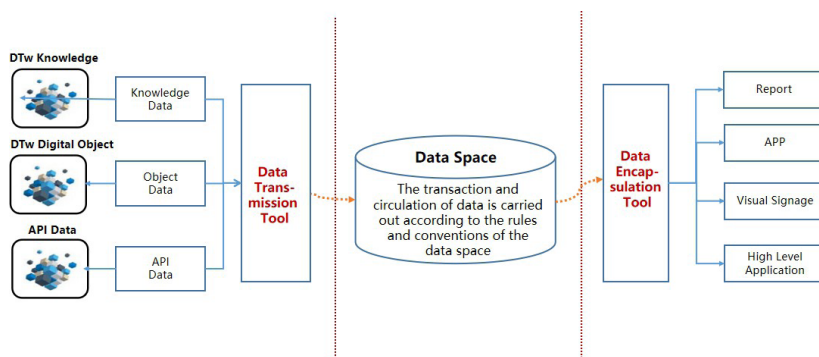 DTw Knowledge
Knowledge
Data
DTw Digital Object
Object
Data
API Data
API
Data
Data
Trans-
mission
Tool
Data Space
The transaction and
circulation of data is carried
out according to the rules
and conventions of the
data space
Data
Encap-
sulation
Tool
Report
APP
Visual Signage
High Level
Application